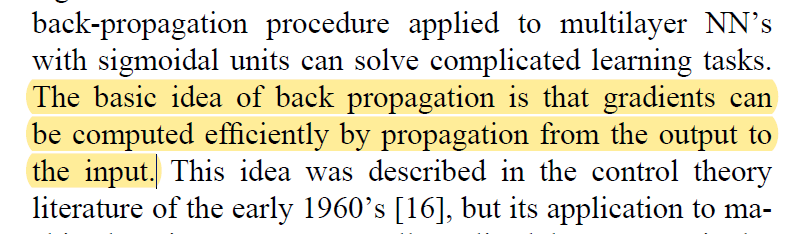 back-propagation procedure applied to multilayer NN's
with sigmoidal units can solve complicated learning tasks.
The basic idea of back propagation is that gradients can
be computed efficiently by propagation from the output to
the input. This idea was described in the control theory
literature of the early 1960's [16], but its application to ma-